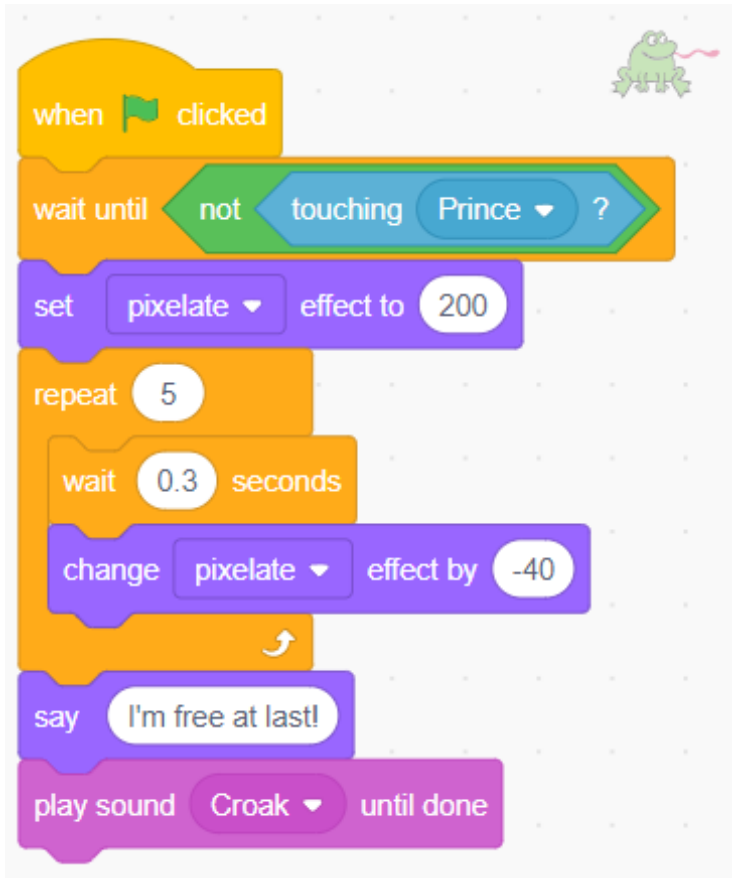 when clicked
wait until not touching Prince ?
set pixelate effect to 200
repeat 5
wait 0.3 seconds
change pixelate effect by -40
say I'm free at last!
play sound Croak until done